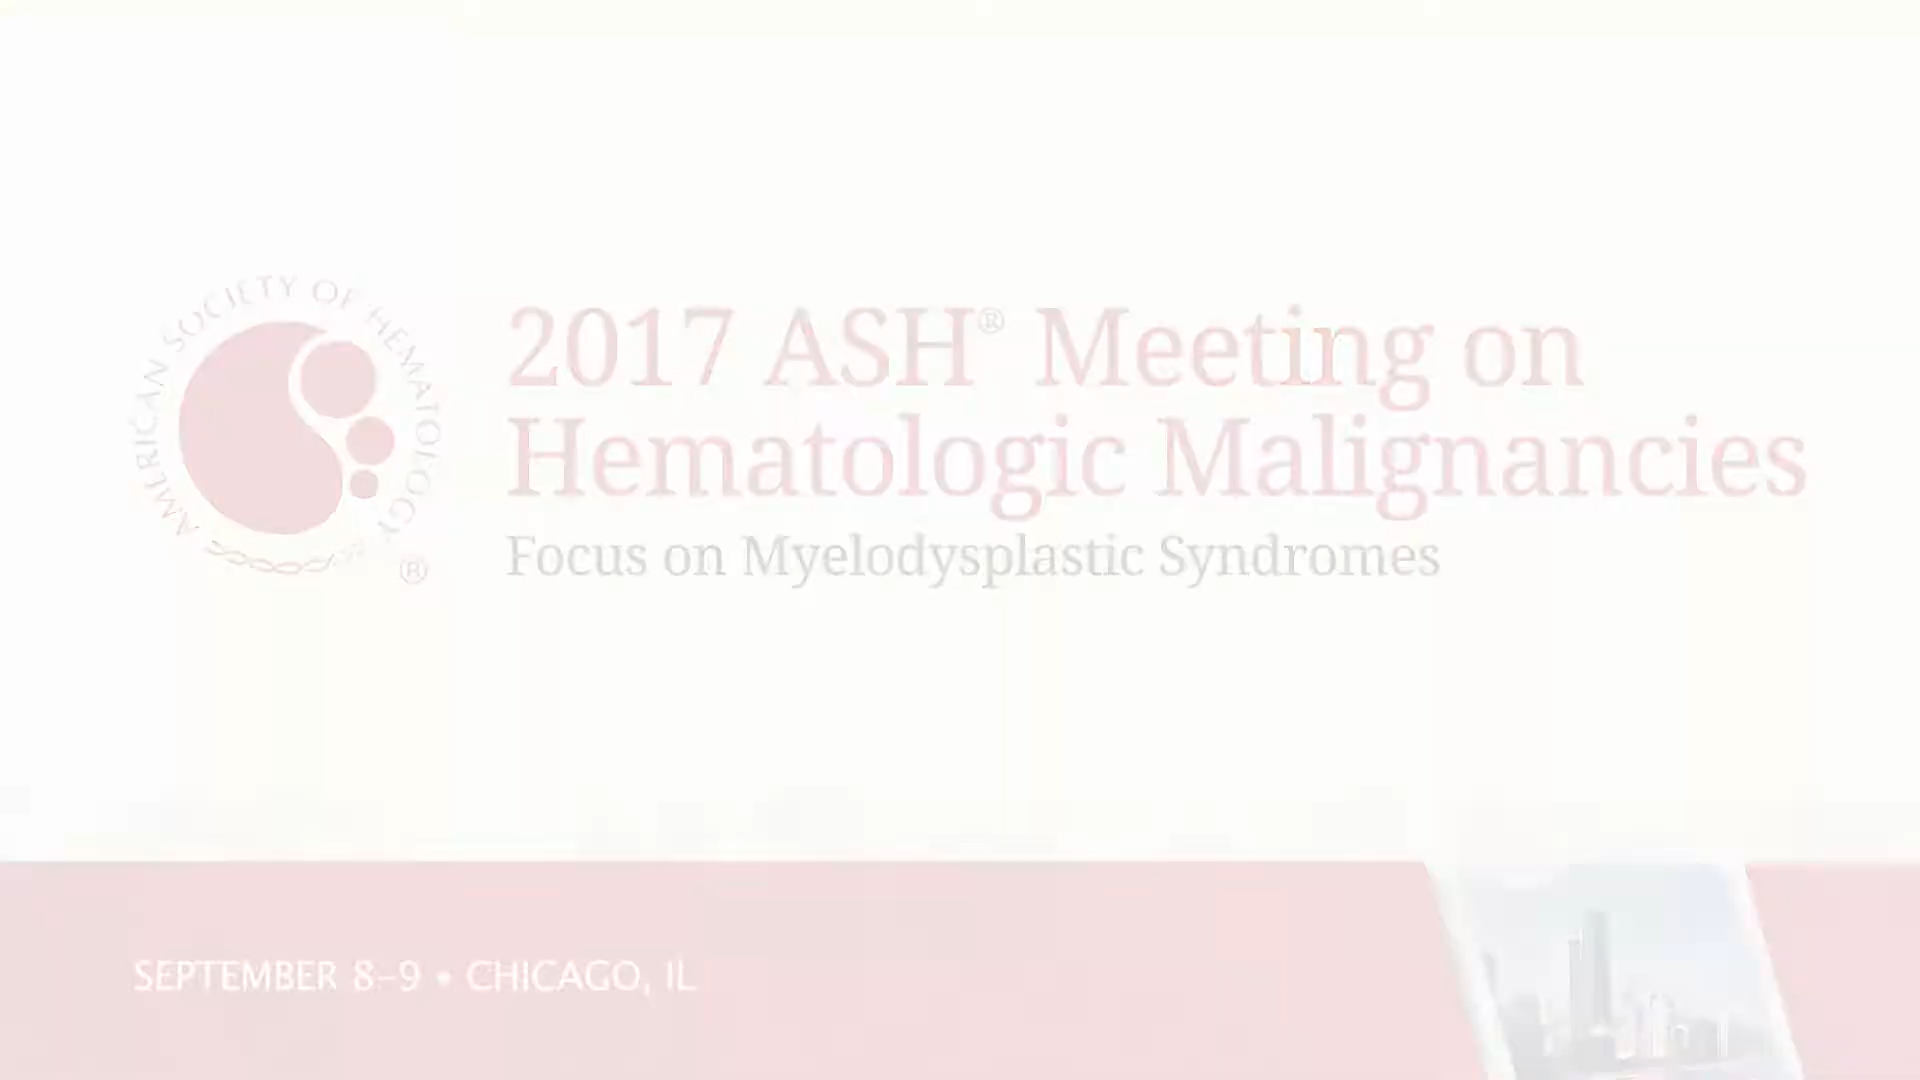 AMERICAN SOCIETY OF HEMATOLOGY ®
2017 ASH® Meeting on
Hematologic Malignancies
Focus on Myelodysplastic Syndromes
SEPTEMBER 8–9 • CHICAGO, IL